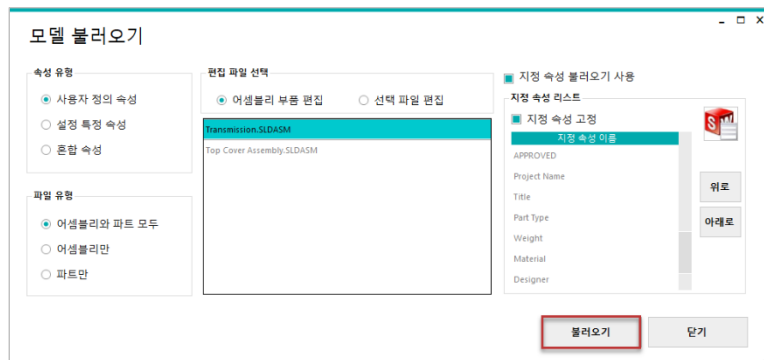 모델 불러오기
속성 유형
사용자 정의 속성
설정 특정 속성
혼합 속성
파일 유형
어셈블리와 파트 모두
어셈블리만
파트만
편집 파일 선택
어셈블리 부품 편집
선택 파일 편집
Transmission.SLDASM
Top Cover Assembly.SLDASM
지정 속성 불러오기 사용
지정 속성 리스트
지정 속성 고정
지정 속성 이름
APPROVED
Project Name
Title
Part Type
Weight
Material
Designer
위로
아래로
불러오기
닫기